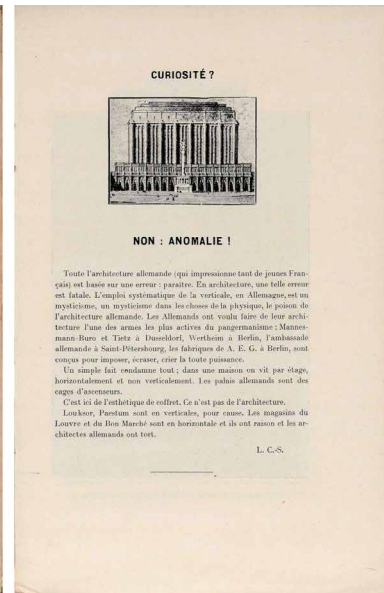 CURIOSITÉ ?
NON : ANOMALIE !
Toute l'architecture allemande (qui impressionne tant de jeunes Fran-
çais) est basée sur une erreur : paraitre. En architecture, une telle erreur
est fatale. L'emploi systématique de la verticale, en Allemagne, est un
mysticisme, un mysticisme dans les choses de la physique, le poison de
l'architecture allemande. Les Allemands ont voulu faire de leur archi-
tecture l'une des armes les plus actives du pangermanisme ; Mannes-
mann-Buro et Tietz à Dusseldorf, Wertheim à Berlin, l'ambassade
allemande à Saint-Pétersbourg, les fabriques de A. E. G. à Berlin, sont
conçus pour imposer, écraser, crier la toute puissance.
Un simple fait condamne tout ; dans une maison on vit par étage,
horizontalement et non verticalement. Les palais allemands sont des
cages d'ascenseurs.
C'est ici de l'esthétique de coffret. Ce n'est pas de l'architecture.
Louksor, Paestum sont en verticales, pour cause. Les magasins du
Louvre et du Bon Marché sont en horizontale et ils ont raison et les ar-
chitectes allemands ont tort.
L. C.-S.